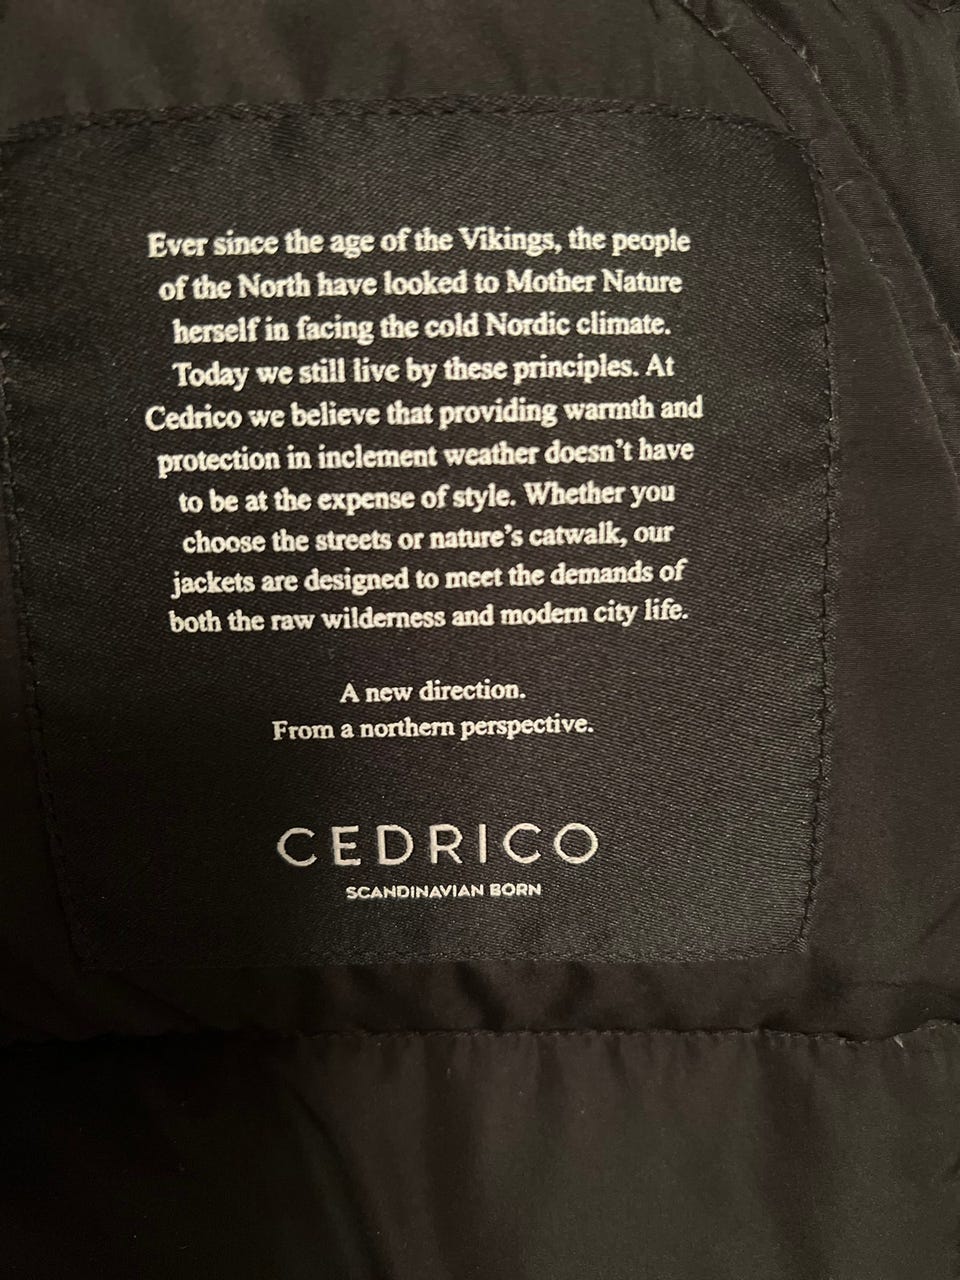 Ever since the age of the Vikings, the people
of the North have looked to Mother Nature
herself in facing the cold Nordic climate.
Today we still live by these principles. At
Cedrico we believe that providing warmth and
protection in inclement weather doesn't have
to be at the expense of style. Whether you
choose the streets or nature's catwalk, our
jackets are designed to meet the demands of
both the raw wilderness and modern city life.
A new direction.
From a northern perspective.
CEDRICO
SCANDINAVIAN BORN